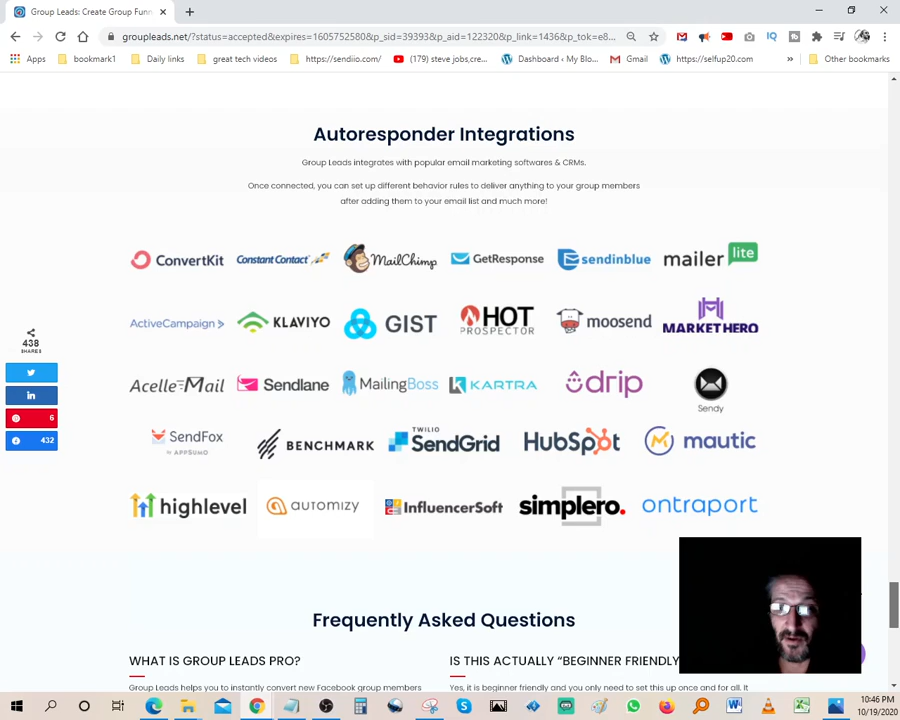 Group Leads: Create Group Funn
groupleads.net/?status=accepted&expires=1605752580&p_sid=39393&p_aid=122320&p_link=1436&p_tok=e8...
Apps bookmark1 Daily links great tech videos https://sendiio.com/ (179) steve jobs,cre... Dashboard ‹ My Blo... Gmail https://selfup20.com » Other bookmarks
Autoresponder Integrations
Group Leads integrates with popular email marketing softwares & CRMs.
Once connected, you can set up different behavior rules to deliver anything to your group members
after adding them to your email list and much more!
ConvertKit Constant Contact MailChimp GetResponse sendinblue mailer lite
ActiveCampaign > KLAVIYO GIST HOT PROSPECTOR moosend MARKET HERO
438
SHARES
6
432
Acelle Mail Sendlane MailingBoss KARTRA drip Sendy
SendFox by APPSUMO BENCHMARK TWILIO SendGrid HubSpot mautic
highlevel automizy InfluencerSoft simplero. ontraport
Frequently Asked Questions
WHAT IS GROUP LEADS PRO? IS THIS ACTUALLY “BEGINNER FRIENDLY
Group Leads helps you to instantly convert new Facebook group members Yes, it is beginner friendly and you only need to set this up once and for all. It
10:46 PM
10/19/2020